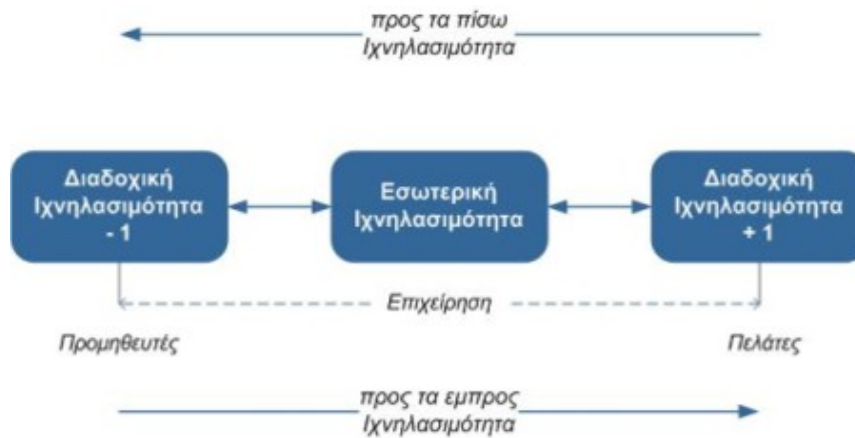 προς τα πίσω
Ιχνηλασιμότητα
Διαδοχική
Ιχνηλασιμότητα
- 1
Εσωτερική
Ιχνηλασιμότητα
Διαδοχική
Ιχνηλασιμότητα
+ 1
Επιχείρηση
Προμηθευτές
Πελάτες
προς τα εμπρος
Ιχνηλασιμότητα